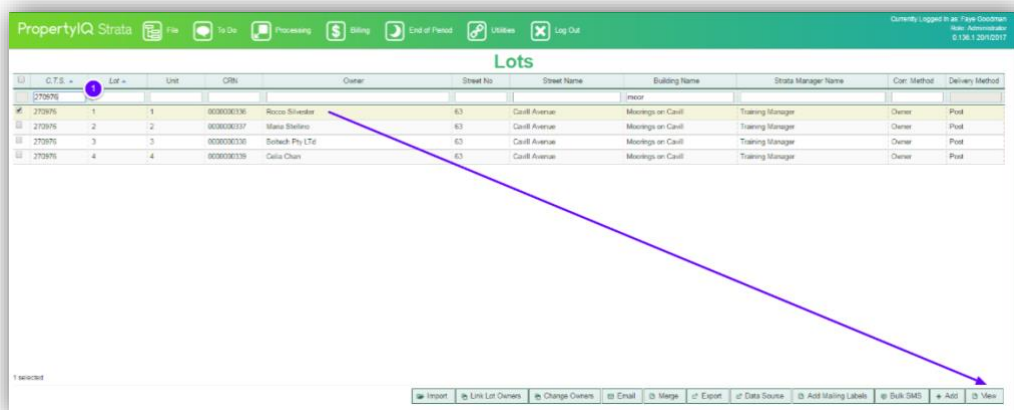 PropertyIQ Strata File To Do Processing Billing End of Period Utilities Log Out
Currently Logged In as: Faye Goodman
Role: Administrator
0.136.1 20/1/2017
Lots
C.T.S. Lot Unit CRN Owner Street No Street Name Building Name Strata Manager Name Corr. Method Delivery Method
270976 1 moor
270976 1 1 0000000336 Rocco Silvester 63 Cavill Avenue Moorings on Cavill Training Manager Owner Post
270976 2 2 0000000337 Maria Stellino 63 Cavill Avenue Moorings on Cavill Training Manager Owner Post
270976 3 3 0000000338 Pty LTd 63 Cavill Avenue Moorings on Cavill Training Manager Owner Post
270976 4 4 0000000339 Celia Chan 63 Cavill Avenue Moorings on Cavill Training Manager Owner Post
1 selected
Import Link Lot Owners Change Owners Email Merge Export Data Source Add Mailing Labels Bulk SMS Add View